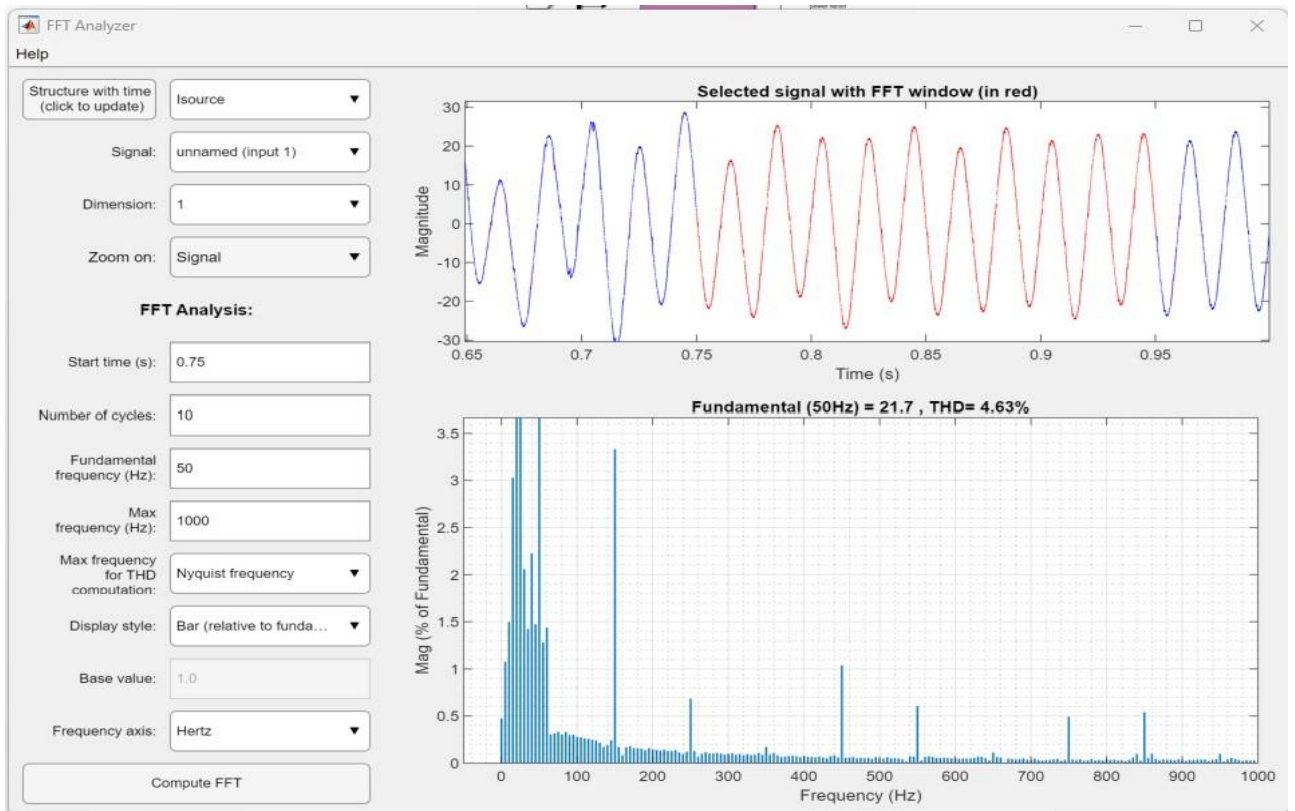 FFT Analyzer
Help
Structure with time
(click to update)
Isource
Signal:
unnamed (input 1)
Dimension:
1
Zoom on:
Signal
FFT Analysis:
Start time (s):
0.75
Number of cycles:
10
Fundamental
frequency (Hz):
50
Max
frequency (Hz):
1000
Max frequency
for THD
computation:
Nyquist frequency
Display style:
Bar (relative to funda...
Base value:
1.0
Frequency axis:
Hertz
Compute FFT
Selected signal with FFT window (in red)
30
20
10
0
-10
-20
-30
Magnitude
0.65 0.7 0.75 0.8 0.85 0.9 0.95
Time (s)
Fundamental (50Hz) = 21.7 , THD= 4.63%
3.5
3
2.5
2
1.5
1
0.5
0
Mag (% of Fundamental)
0 100 200 300 400 500 600 700 800 900 1000
Frequency (Hz)